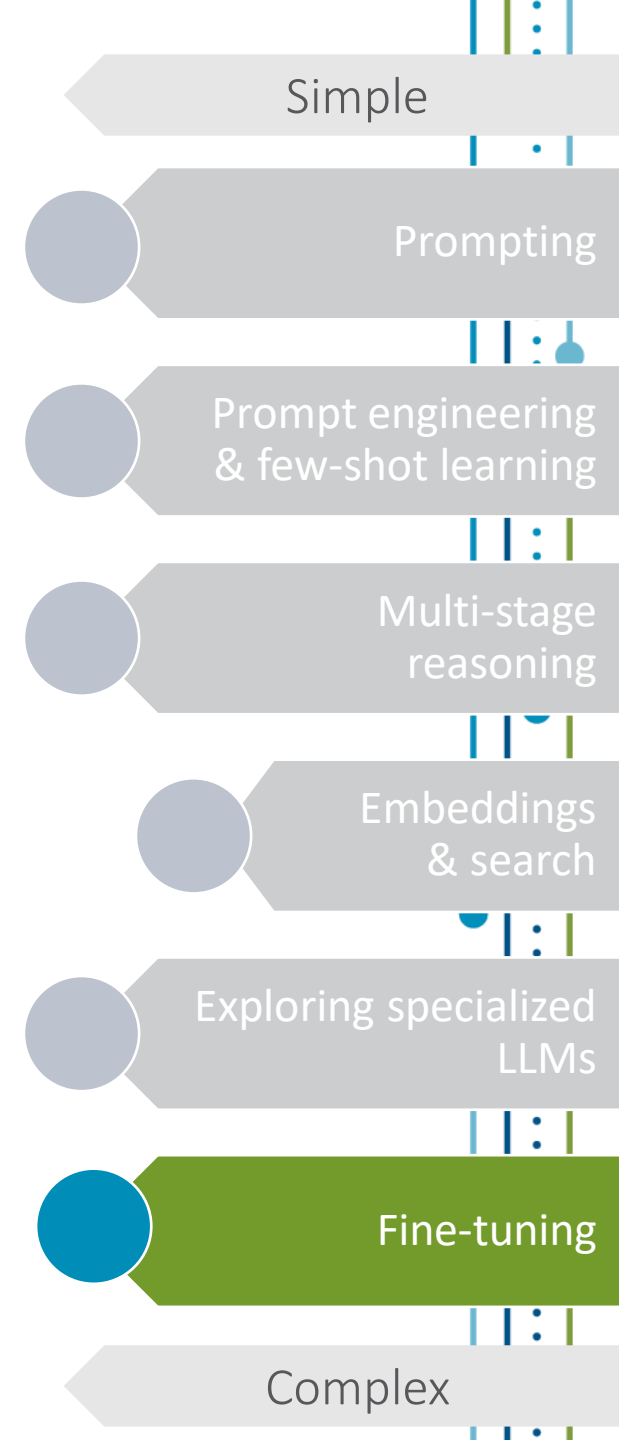 Simple
Prompting
Prompt engineering
& few-shot learning
Multi-stage
reasoning
Embeddings
& search
Exploring specialized
LLMs
Fine-tuning
Complex